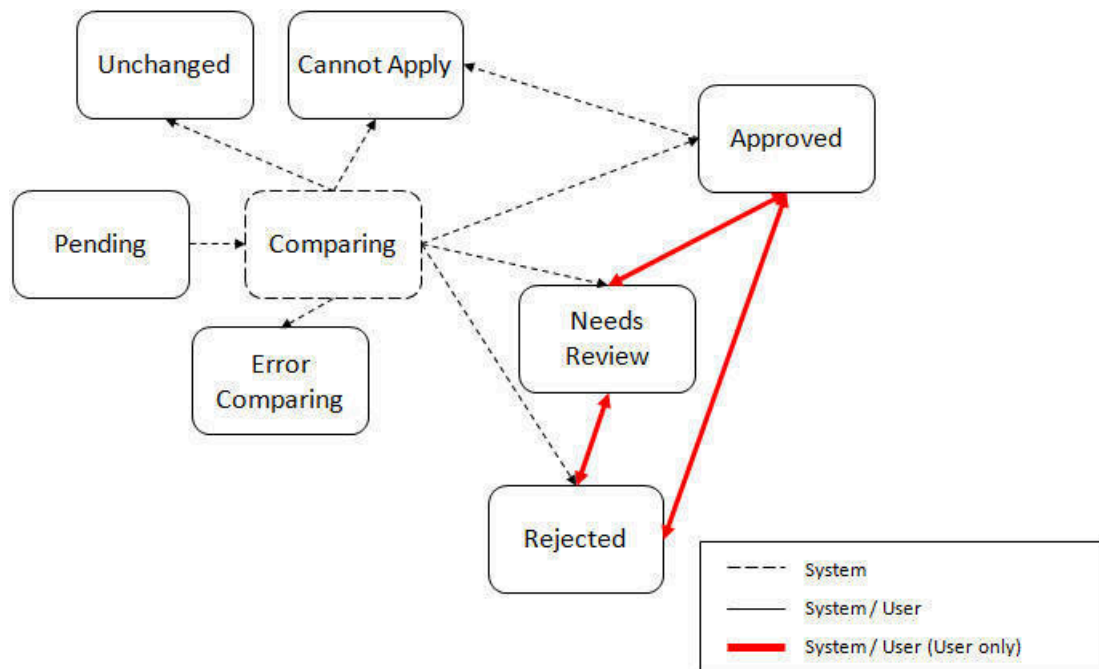 Unchanged
Cannot Apply
Approved
Pending
Comparing
Needs
Review
Error
Comparing
Rejected
System
System / User
System / User (User only)